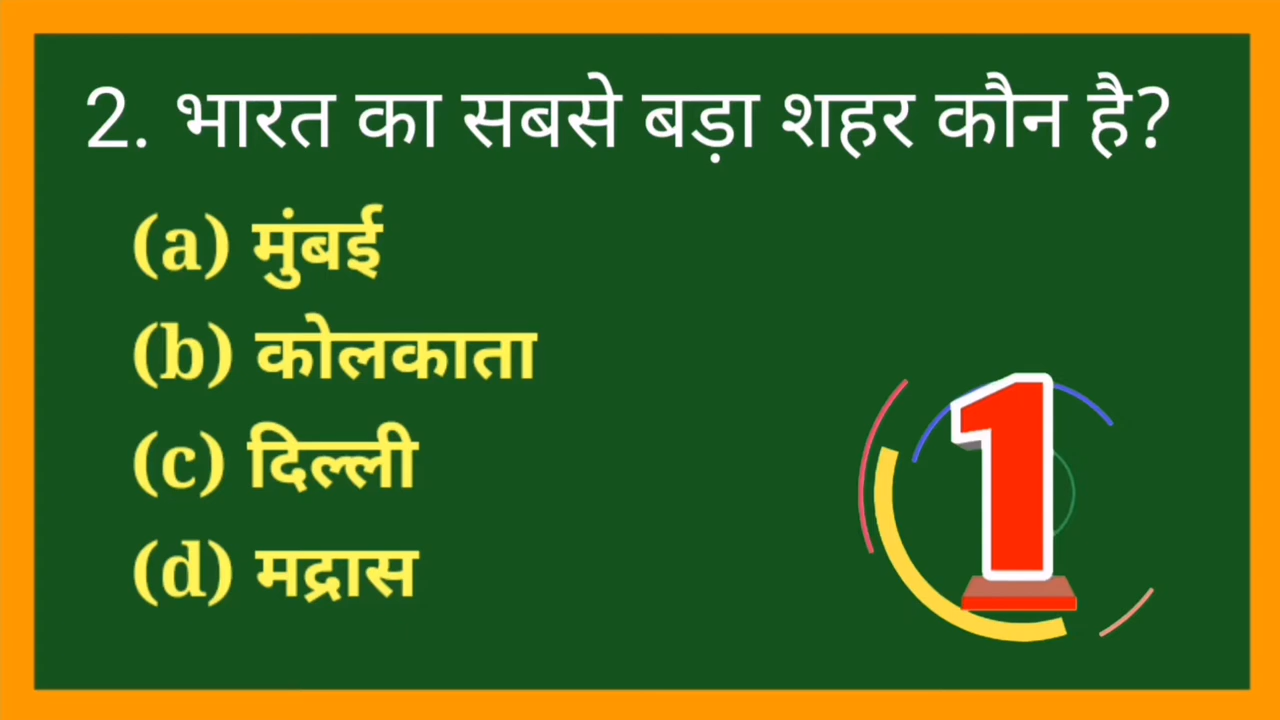 2. भारत का सबसे बड़ा शहर कौन है?
(a) मुंबई
(b) कोलकाता
(c) दिल्ली
(d) मद्रास
1